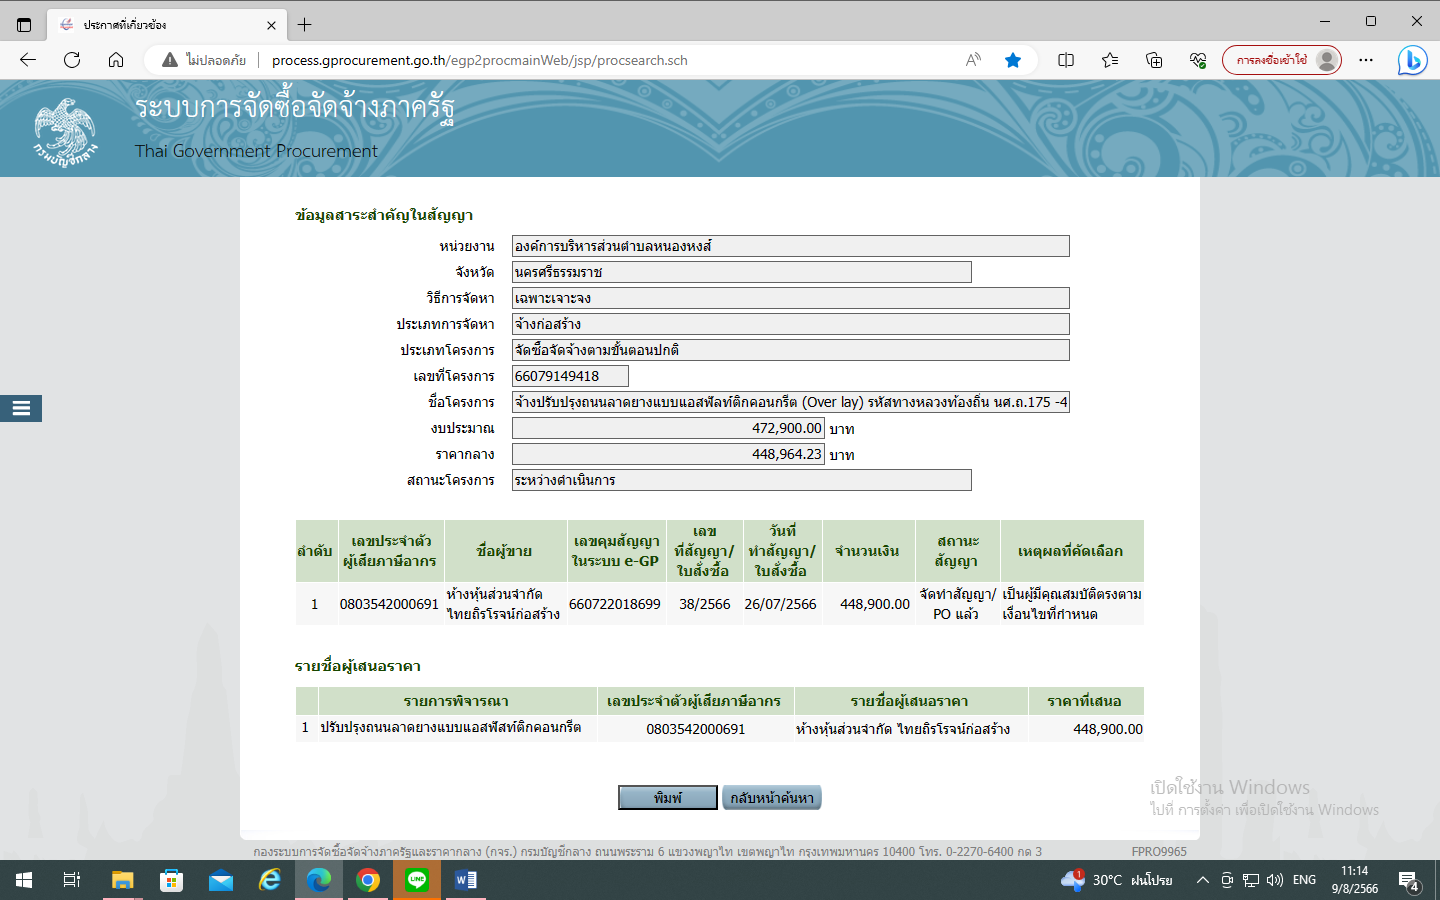 ประกาศที่เกี่ยวข้อง
ไม่ปลอดภัย
process.gprocurement.go.th/egp2procmainWeb/jsp/procsearch.sch
การลงชื่อเข้าใช้
ระบบการจัดซื้อจัดจ้างภาครัฐ
Thai Government Procurement
กรมบัญชีกลาง
ข้อมูลสาระสำคัญในสัญญา
หน่วยงาน องค์การบริหารส่วนตำบลหนองหงส์
จังหวัด นครศรีธรรมราช
วิธีการจัดหา เฉพาะเจาะจง
ประเภทการจัดหา จ้างก่อสร้าง
ประเภทโครงการ จัดซื้อจัดจ้างตามขั้นตอนปกติ
เลขที่โครงการ 66079149418
ชื่อโครงการ จ้างปรับปรุงถนนลาดยางแบบแอสฟัลท์ติกคอนกรีต (Over lay) รหัสทางหลวงท้องถิ่น นศ.ถ.175 -4
งบประมาณ 472,900.00 บาท
ราคากลาง 448,964.23 บาท
สถานะโครงการ ระหว่างดำเนินการ
ลำดับ เลขประจำตัวผู้เสียภาษีอากร ชื่อผู้ขาย เลขคุมสัญญาในระบบ e-GP เลขที่สัญญา/ใบสั่งซื้อ วันที่ทำสัญญา/ใบสั่งซื้อ จำนวนเงิน สถานะสัญญา เหตุผลที่คัดเลือก
1 0803542000691 ห้างหุ้นส่วนจำกัด ไทยถิรโรจน์ก่อสร้าง 660722018699 38/2566 26/07/2566 448,900.00 จัดทำสัญญา/PO แล้ว เป็นผู้มีคุณสมบัติตรงตามเงื่อนไขที่กำหนด
รายชื่อผู้เสนอราคา
รายการพิจารณา เลขประจำตัวผู้เสียภาษีอากร รายชื่อผู้เสนอราคา ราคาที่เสนอ
1 ปรับปรุงถนนลาดยางแบบแอสฟัสท์ติกคอนกรีต 0803542000691 ห้างหุ้นส่วนจำกัด ไทยถิรโรจน์ก่อสร้าง 448,900.00
พิมพ์ กลับหน้าค้นหา
เปิดใช้งาน Windows
ไปที่ การตั้งค่า เพื่อเปิดใช้งาน Windows
กองระบบการจัดซื้อจัดจ้างภาครัฐและราคากลาง (กจร.) กรมบัญชีกลาง ถนนพระราม 6 แขวงพญาไท เขตพญาไท กรุงเทพมหานคร 10400 โทร. 0-2270-6400 กด 3 FPRO9965
LINE
1 30°C ฝนโปรย ENG 11:14
9/8/2566 4